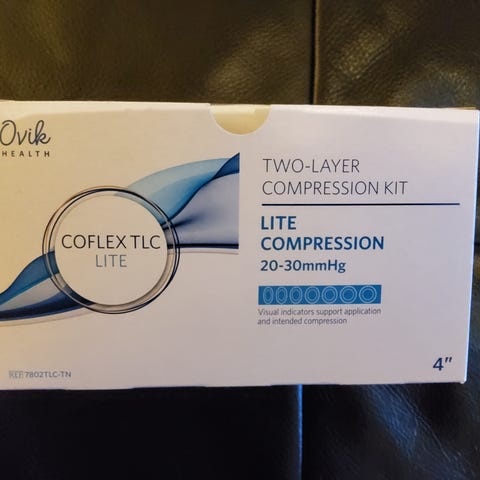 Ovik
HEALTH
COFLEX TLC
LITE
TWO-LAYER
COMPRESSION KIT
LITE
COMPRESSION
20-30mmHg
Visual indicators support application
and intended compression
REF 7802TLC-TN
4"